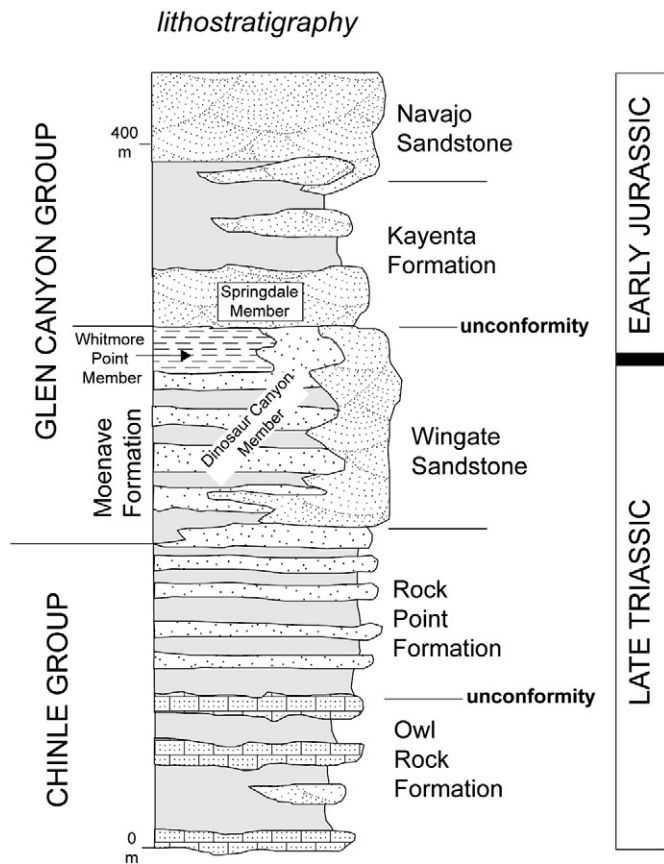 lithostratigraphy
GLEN CANYON GROUP
CHINLE GROUP
400
m
Navajo
Sandstone
Kayenta
Formation
Springdale
Member
unconformity
Whitmore
Point
Member
Moenave
Formation
Dinosaur Canyon
Member
Wingate
Sandstone
Rock
Point
Formation
unconformity
Owl
Rock
Formation
0
m
EARLY JURASSIC
LATE TRIASSIC